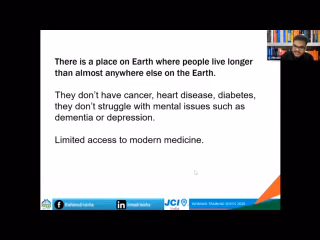 There is a place on Earth where people live longer
than almost anywhere else on the Earth.
They don't have cancer, heart disease, diabetes,
they don't struggle with mental issues such as
dementia or depression.
Limited access to modern medicine.
JCI